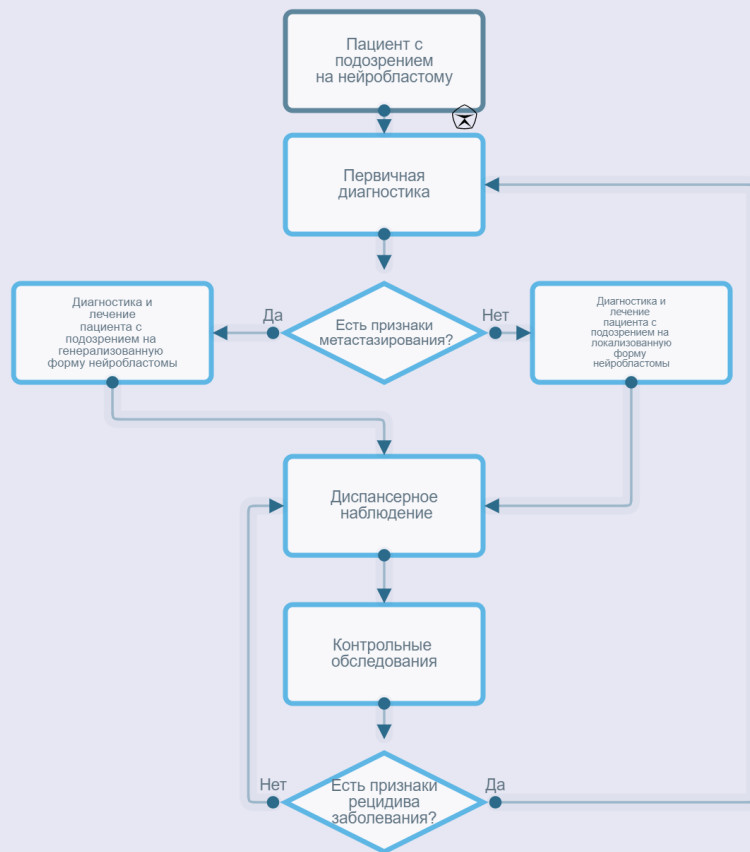 Пациент с
подозрением
на нейробластому
Первичная
диагностика
Есть признаки
метастазирования?
Да
Нет
Диагностика и
лечение
пациента с
подозрением на
генерализованную
форму нейробластомы
Диагностика и
лечение
пациента с
подозрением на
локализованную
форму
нейробластомы
Диспансерное
наблюдение
Контрольные
обследования
Есть признаки
рецидива
заболевания?
Нет
Да